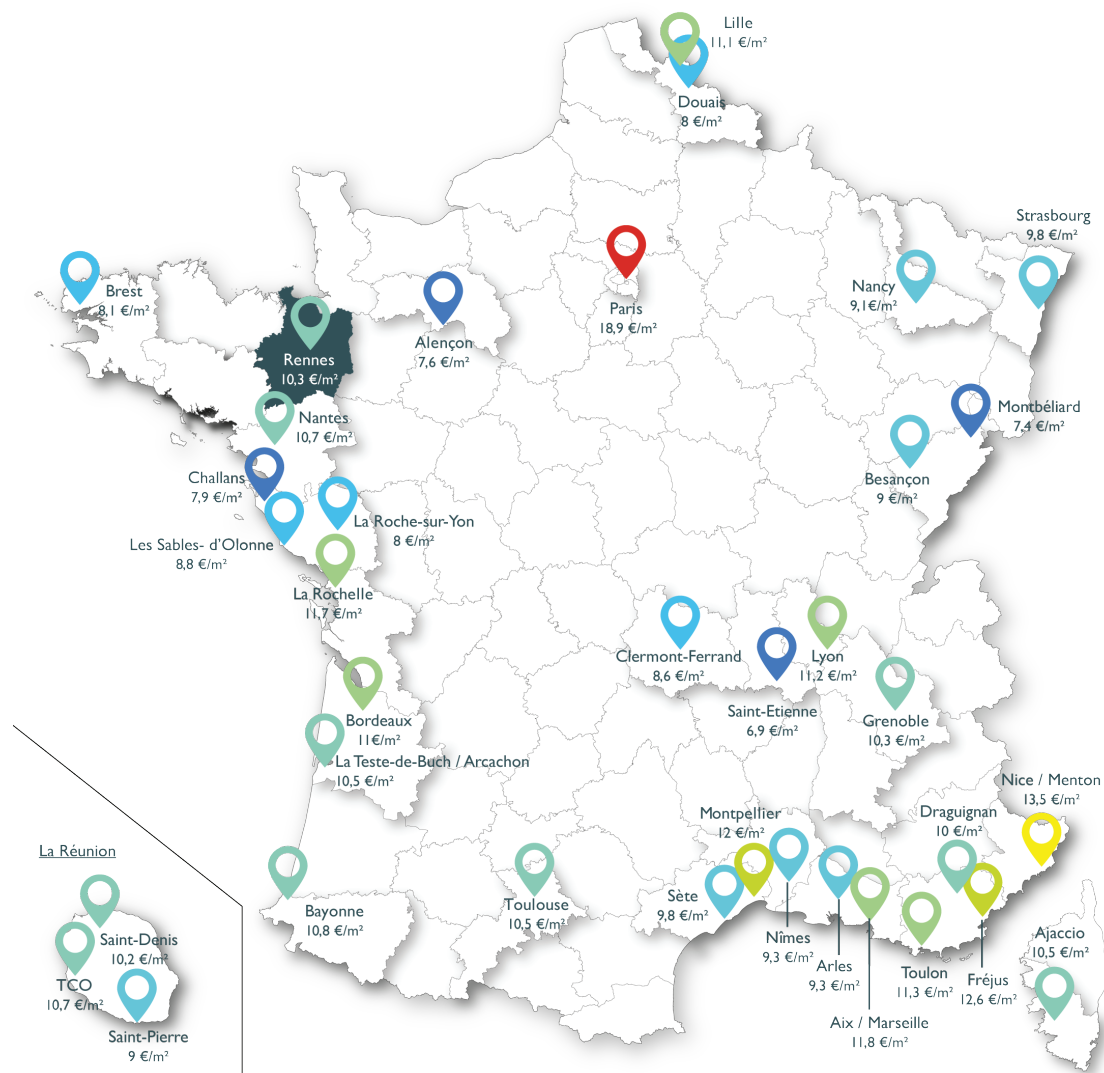 Lille
11,1 €/m²
Douais
8 €/m²
Strasbourg
9,8 €/m²
Nancy
9,1€/m²
Paris
18,9 €/m²
Brest
8,1 €/m²
Alençon
7,6 €/m²
Rennes
10,3 €/m²
Nantes
10,7 €/m²
Montbéliard
7,4 €/m²
Besançon
9 €/m²
Challans
7,9 €/m²
La Roche-sur-Yon
8 €/m²
Les Sables- d'Olonne
8,8 €/m²
La Rochelle
11,7 €/m²
Clermont-Ferrand
8,6 €/m²
Lyon
11,2 €/m²
Saint-Etienne
6,9 €/m²
Grenoble
10,3 €/m²
Bordeaux
11€/m²
La Teste-de-Buch / Arcachon
10,5 €/m²
Nice / Menton
13,5 €/m²
Montpellier
12 €/m²
Draguignan
10 €/m²
La Réunion
Sète
9,8 €/m²
Toulouse
10,5 €/m²
Bayonne
10,8 €/m²
Nîmes
9,3 €/m²
Arles
9,3 €/m²
Toulon
11,3 €/m²
Fréjus
12,6 €/m²
Ajaccio
10,5 €/m²
Aix / Marseille
11,8 €/m²
Saint-Denis
10,2 €/m²
TCO
10,7 €/m²
Saint-Pierre
9 €/m²